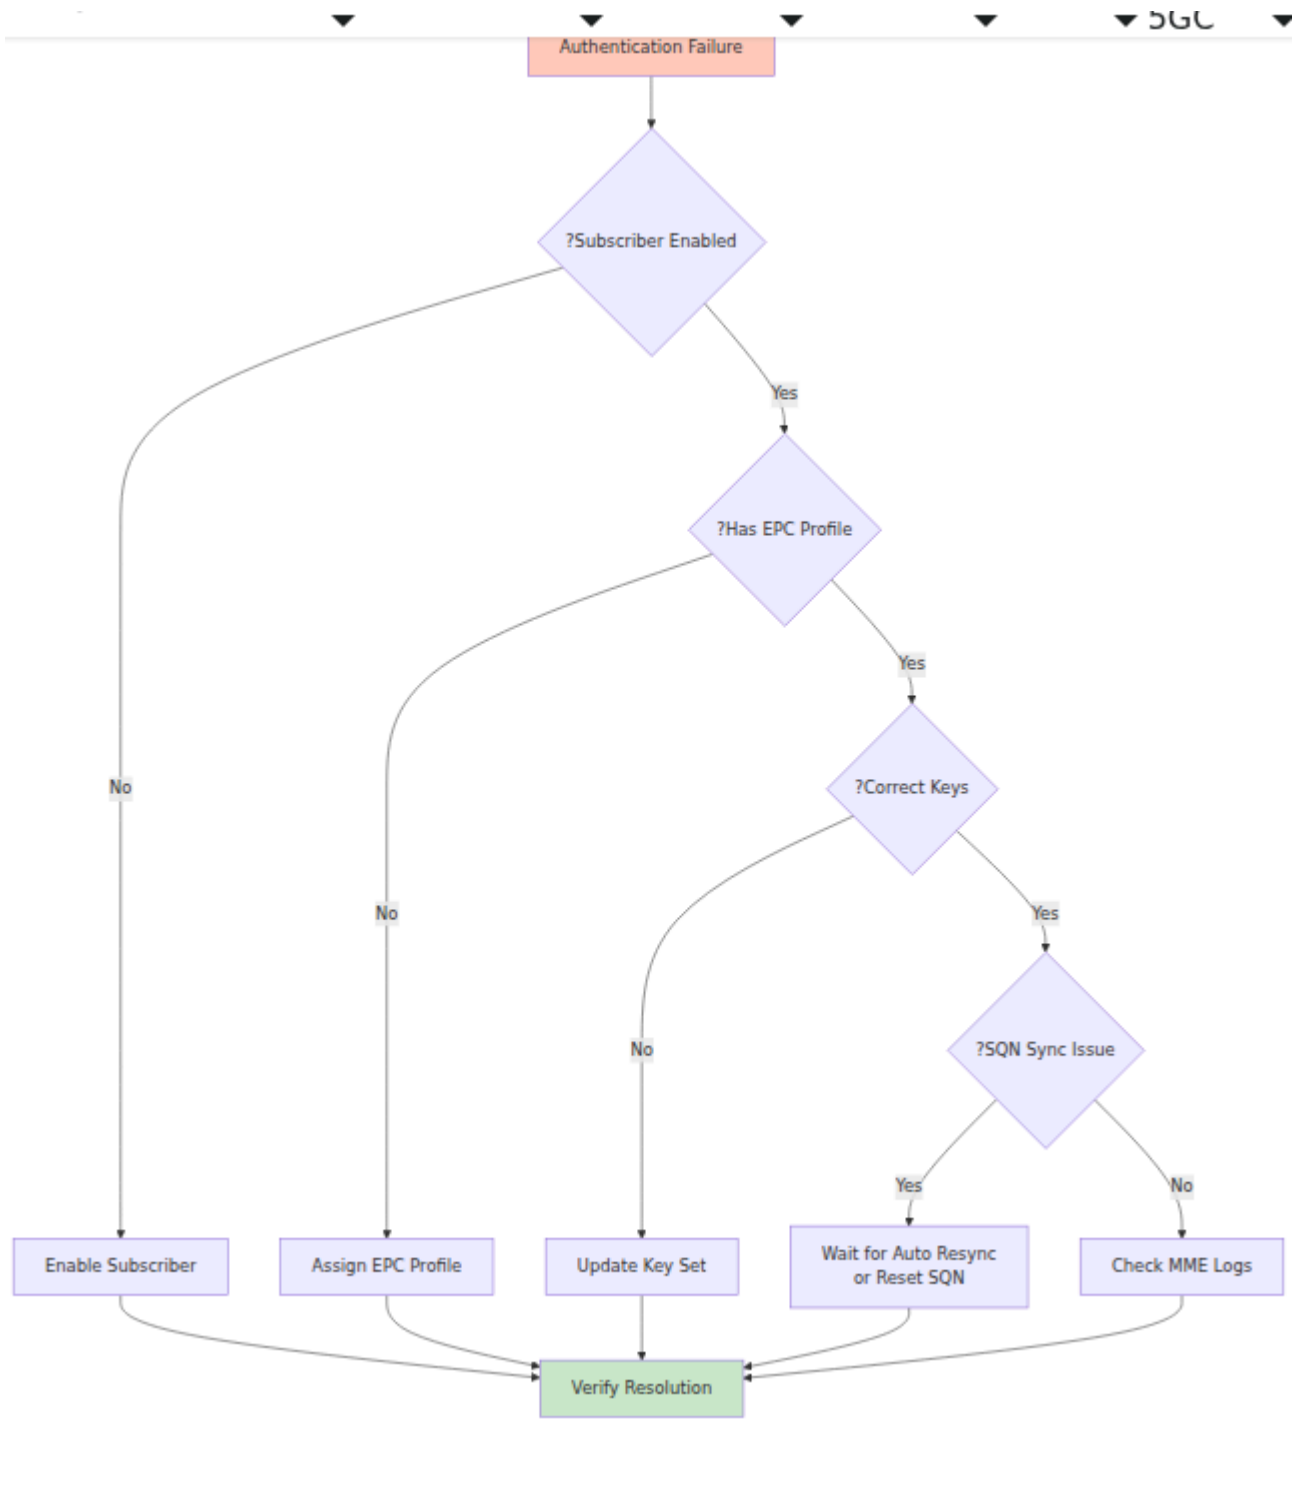 5GC
Authentication Failure
?Subscriber Enabled
Yes
?Has EPC Profile
Yes
?Correct Keys
No
No
Yes
No
?SQN Sync Issue
Yes
No
Enable Subscriber
Assign EPC Profile
Update Key Set
Wait for Auto Resync
or Reset SQN
Check MME Logs
Verify Resolution